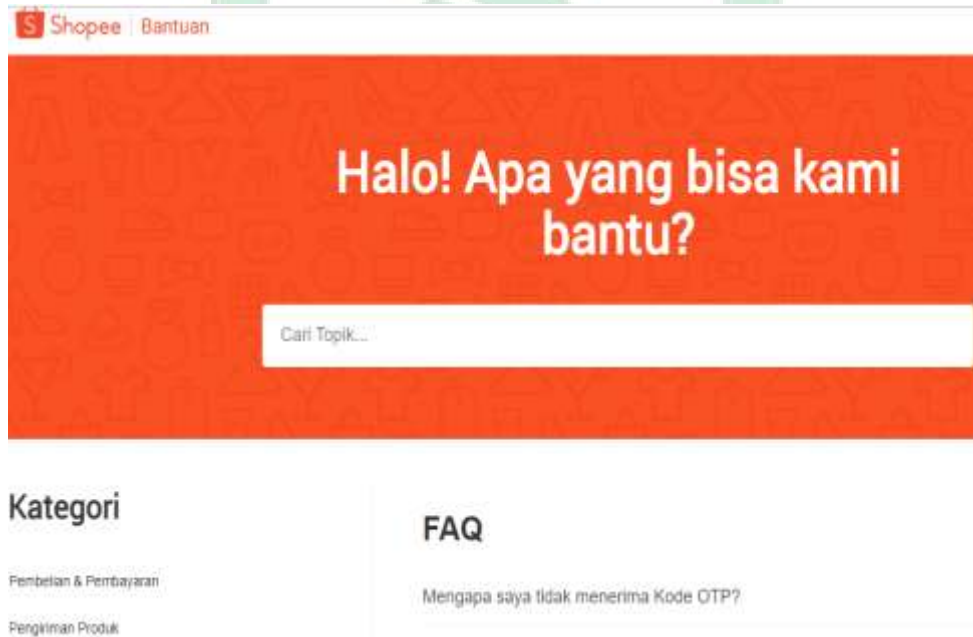 Shopee | Bantuan
Halo! Apa yang bisa kami
bantu?
Cari Topik...
Kategori
Pembelian & Pembayaran
Pengiriman Produk
FAQ
Mengapa saya tidak menerima Kode OTP?